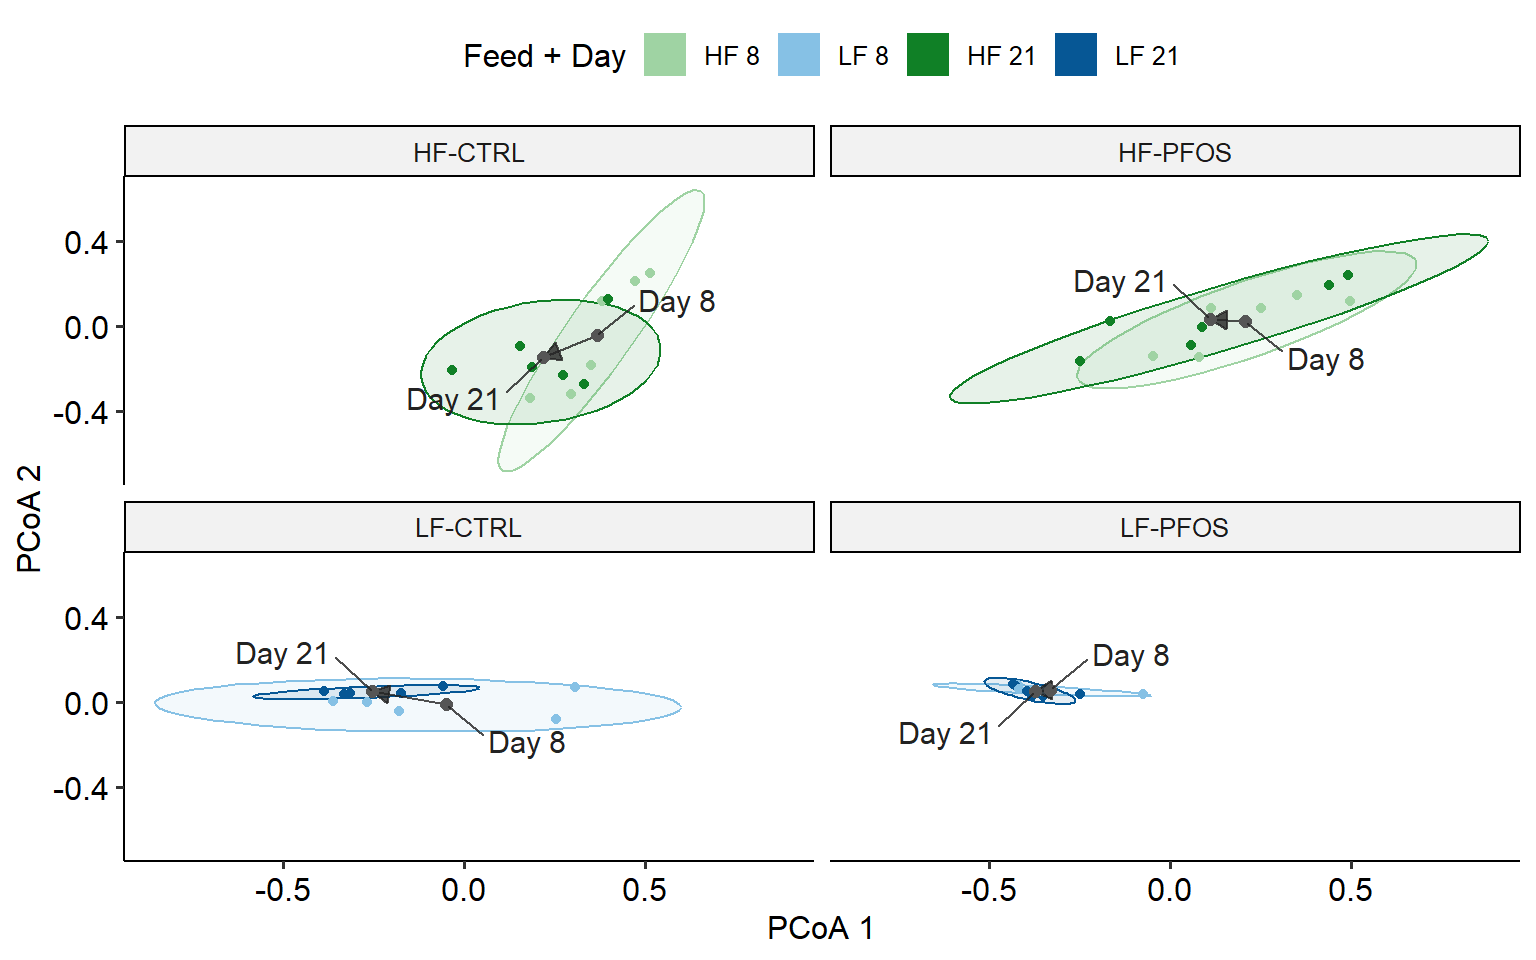 Feed + Day HF 8 LF 8 HF 21 LF 21
HF-CTRL
HF-PFOS
0.4
0.0
-0.4
Day 8
Day 21
Day 21
Day 8
PCoA 2
LF-CTRL
LF-PFOS
0.4
0.0
-0.4
Day 21
Day 8
Day 8
Day 21
-0.5 0.0 0.5
-0.5 0.0 0.5
PCoA 1